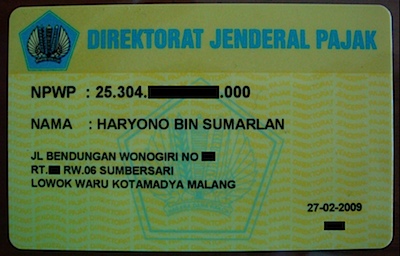 DIREKTORAT JENDERAL PAJAK
NPWP : 25.304. .000
NAMA : HARYONO BIN SUMARLAN
JL BENDUNGAN WONOGIRI NO
RT. RW.06 SUMBERSARI
LOWOK WARU KOTAMADYA MALANG
27-02-2009